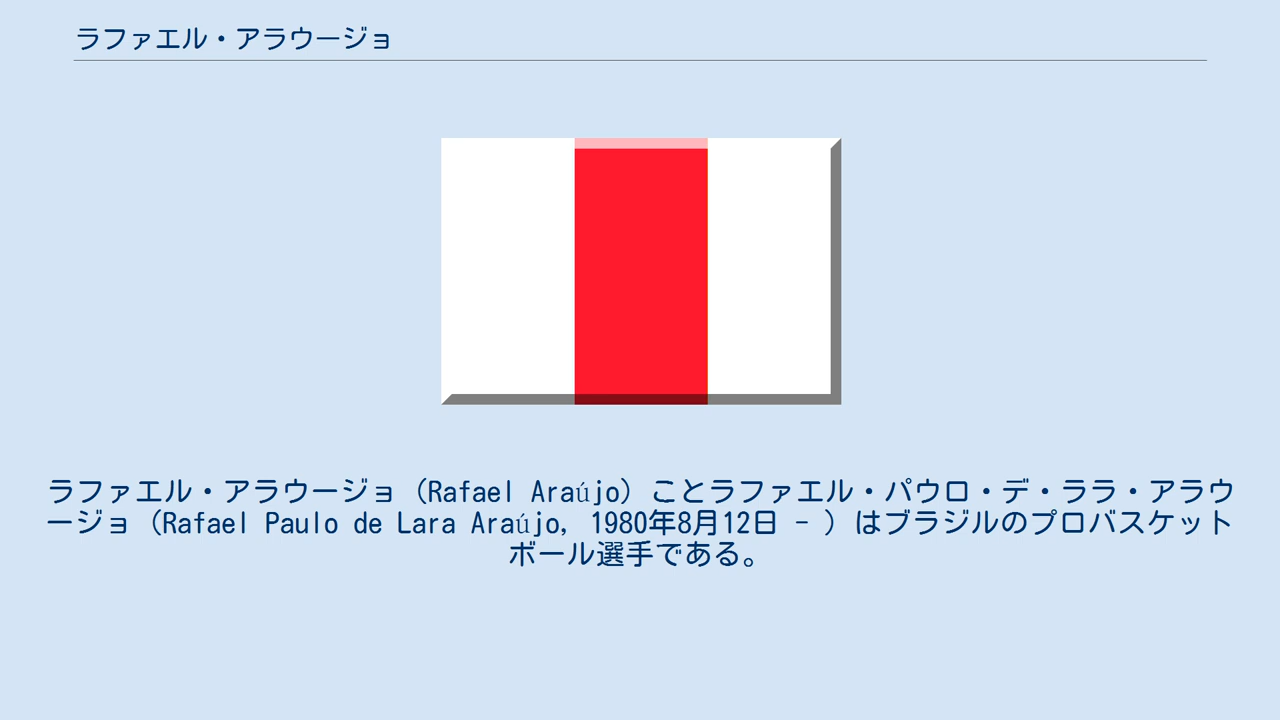 ラファエル・アラウージョ
ラファエル・アラウージョ（Rafael Araújo）ことラファエル・パウロ・デ・ララ・アラウ
ージョ（Rafael Paulo de Lara Araújo, 1980年8月12日 - ）はブラジルのプロバスケット
ボール選手である。